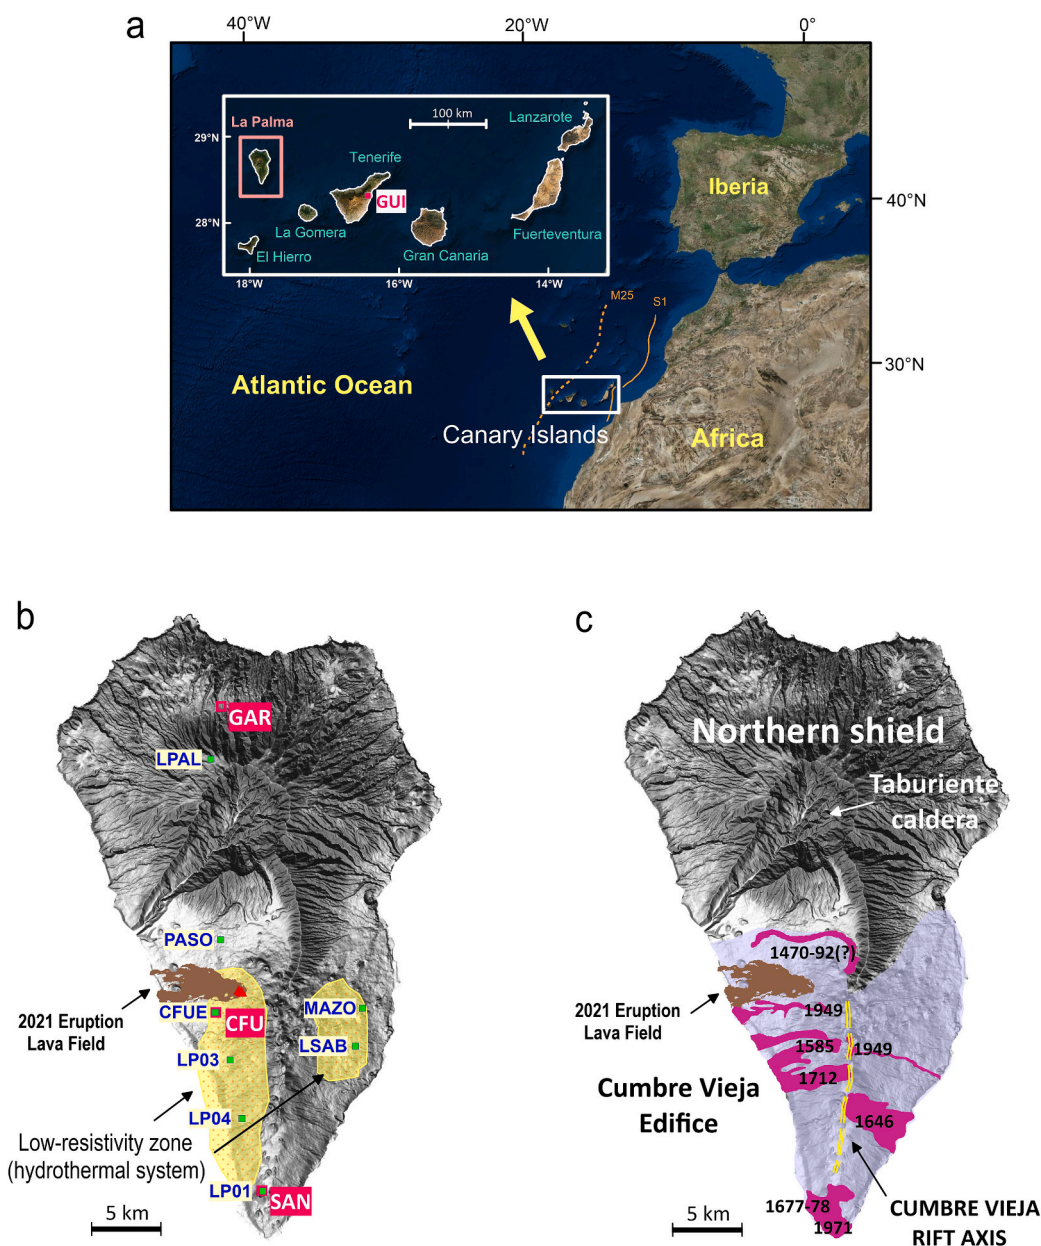 a
40°W
20°W
0°
100 km
Lanzarote
La Palma
29°N
Tenerife
GUI
28°N
La Gomera
Fuerteventura
El Hierro
Gran Canaria
18°W
16°W
14°W
Iberia
40°N
M25
S1
30°N
Atlantic Ocean
Canary Islands
Africa
b
GAR
LPAL
PASO
CFUE
CFU
MAZO
2021 Eruption
Lava Field
LP03
LSAB
LP04
Low-resistivity zone
(hydrothermal system)
LP01
SAN
5 km
c
Northern shield
Taburiente
caldera
1470-92(?)
2021 Eruption
Lava Field
1949
1585
1949
1712
Cumbre Vieja
Edifice
1646
1677-78
1971
CUMBRE VIEJA
RIFT AXIS
5 km